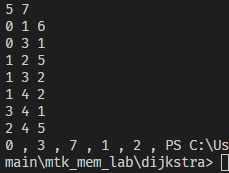 5 7
0 1 6
0 3 1
1 2 5
1 3 2
1 4 2
3 4 1
2 4 5
0 , 3 , 7 , 1 , 2 , PS C:\Us
main\mtk_mem_lab\dijkstra>